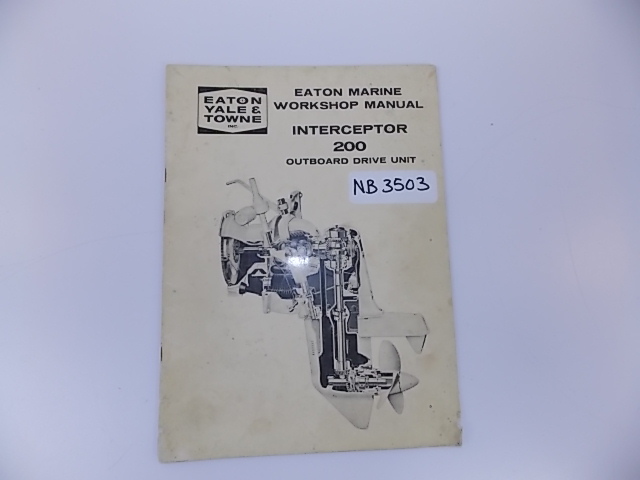 EATON
YALE &
TOWNE
INC.
EATON MARINE
WORKSHOP MANUAL
INTERCEPTOR
200
OUTBOARD DRIVE UNIT
NB 3503